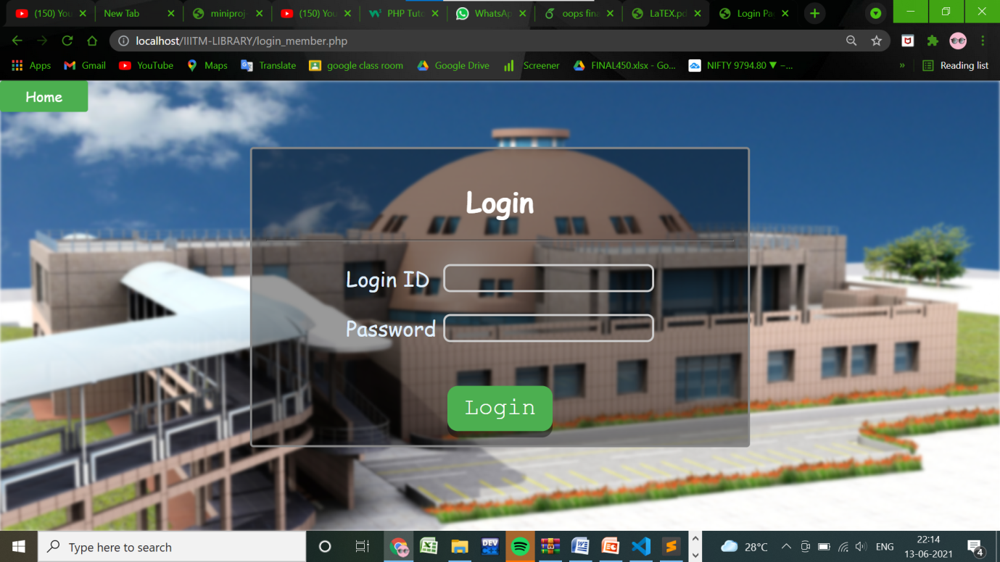 (150) You
New Tab
miniproj
(150) You
PHP Tuto
WhatsAp
oops fina
LaTEX.pd
Login Pa
localhost/IIITM-LIBRARY/login_member.php
Apps
Gmail
YouTube
Maps
Translate
google class room
Google Drive
Screener
FINAL450.xlsx - Go...
NIFTY 9794.80 ▼ −...
»
Reading list
Home
Login
Login ID
Password
Login
Type here to search
DEV
28°C
ENG
22:14
13-06-2021
4